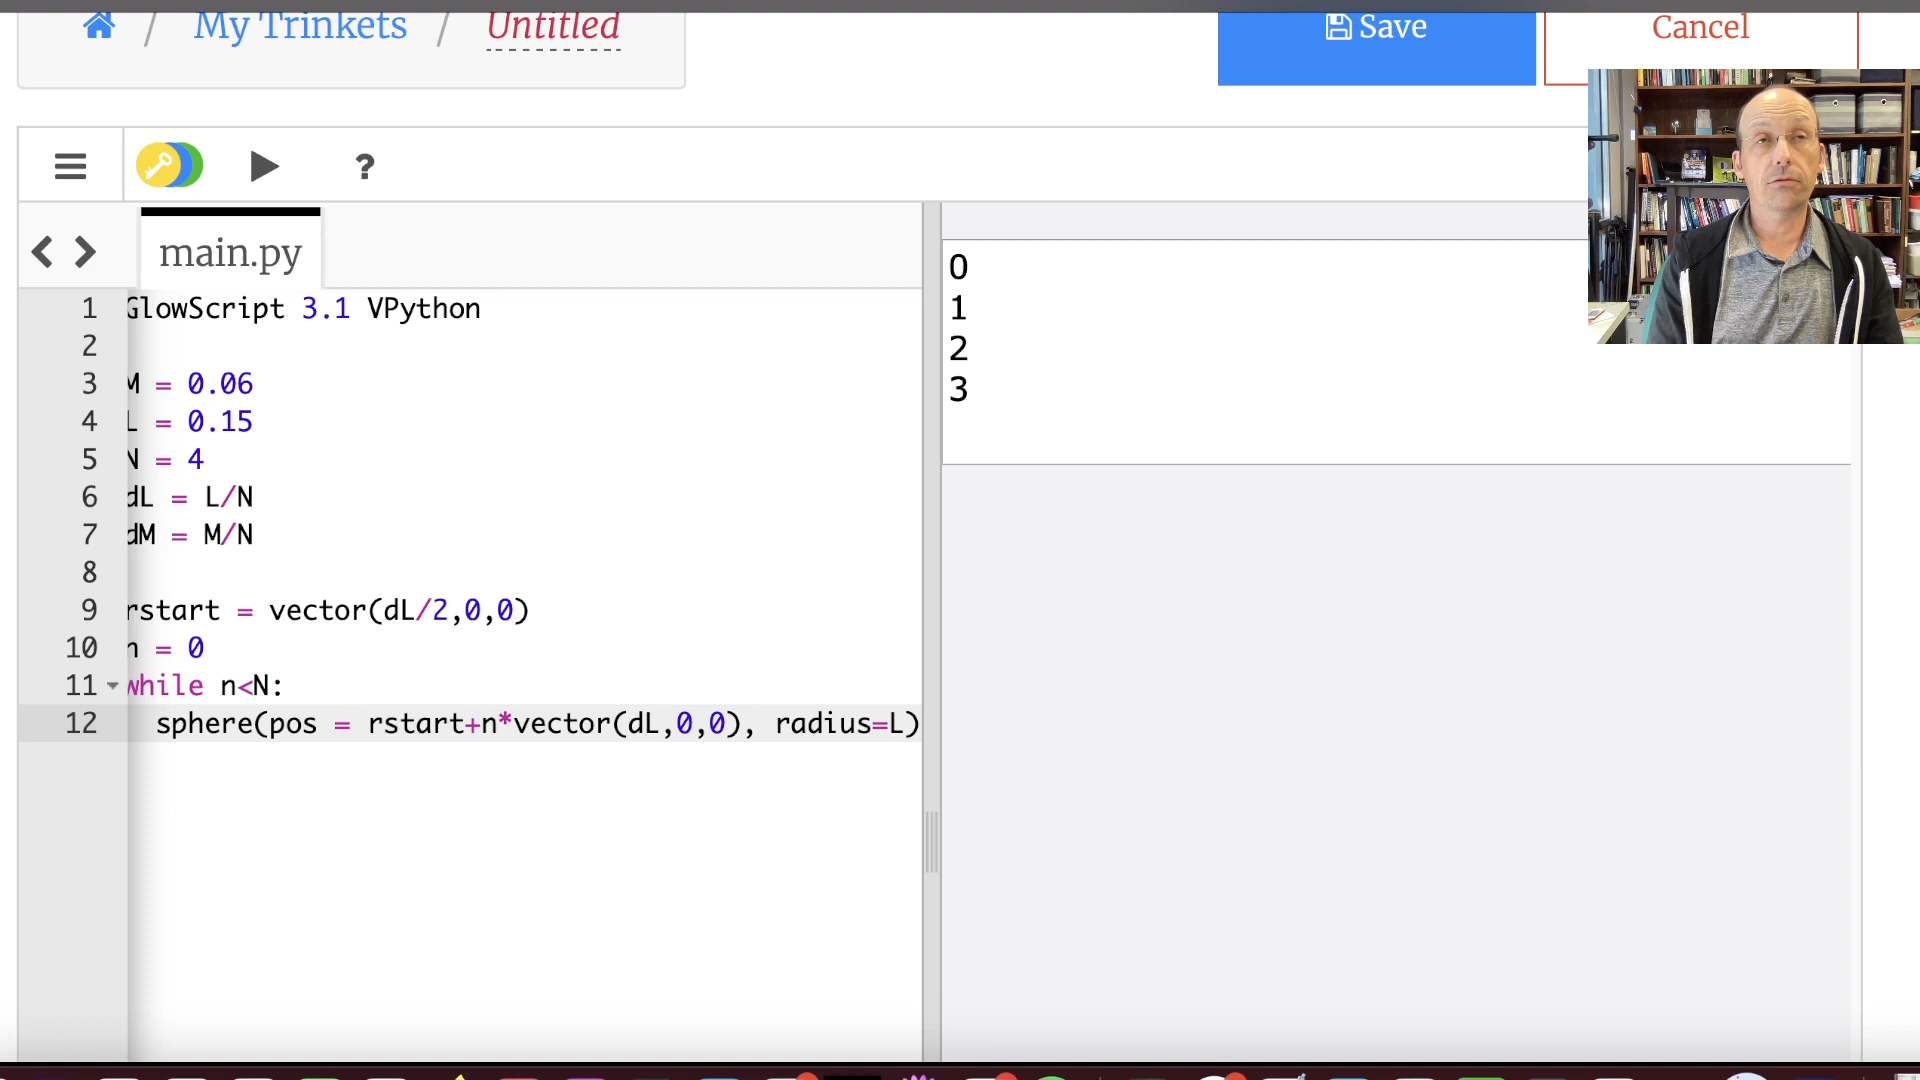 / My Trinkets / Untitled
Save
Cancel
?
main.py
1 GlowScript 3.1 VPython
2
3 M = 0.06
4 L = 0.15
5 N = 4
6 dL = L/N
7 dM = M/N
8
9 rstart = vector(dL/2,0,0)
10 n = 0
11 while n<N:
12 sphere(pos = rstart+n*vector(dL,0,0), radius=L)
0
1
2
3